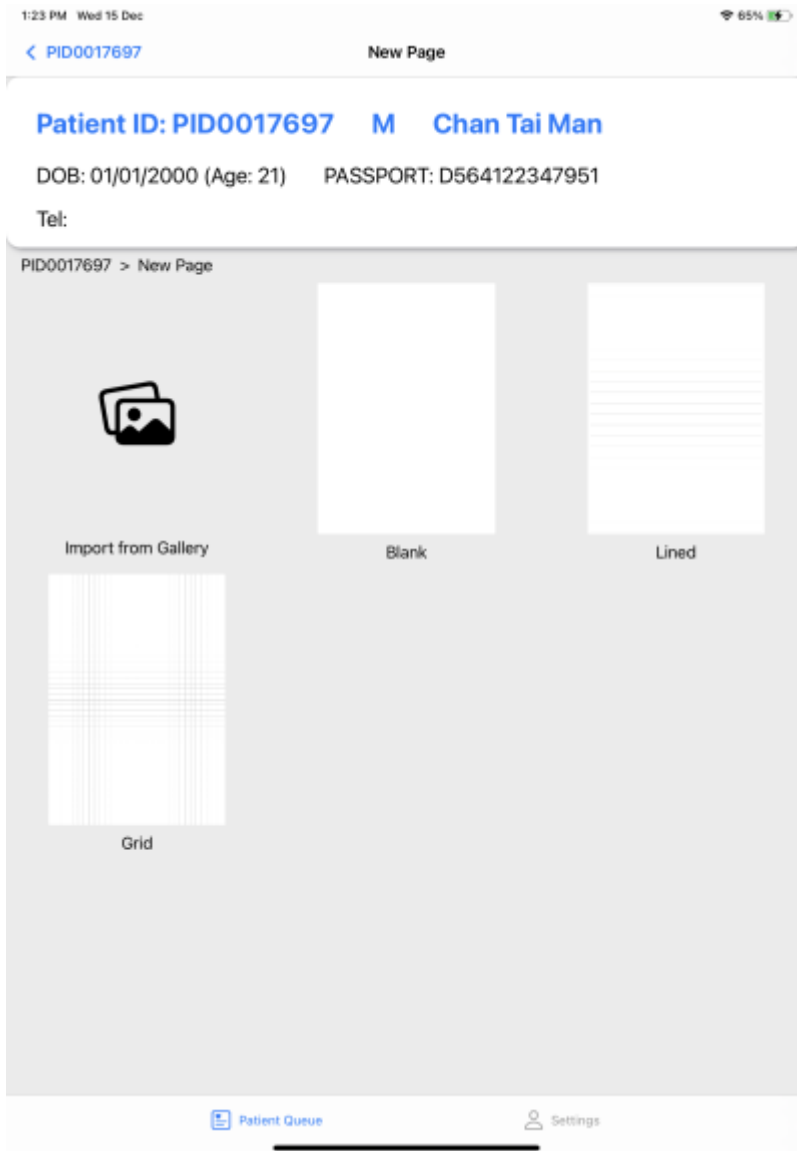 1:23 PM Wed 15 Dec 65%
PID0017697 New Page
Patient ID: PID0017697 M Chan Tai Man
DOB: 01/01/2000 (Age: 21) PASSPORT: D564122347951
Tel:
PID0017697 > New Page
Import from Gallery
Blank
Lined
Grid
Patient Queue
Settings